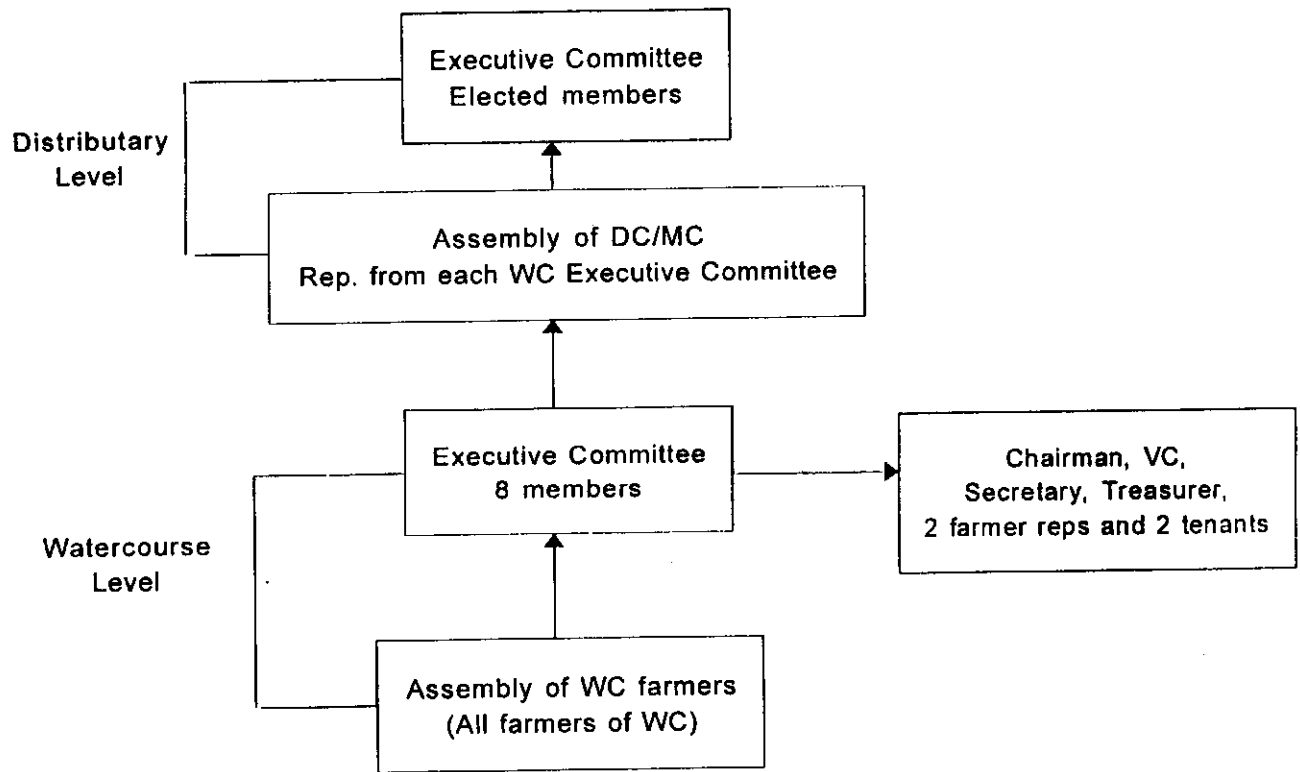 Executive Committee
Elected members
Distributary
Level
Assembly of DC/MC
Rep. from each WC Executive Committee
Executive Committee
8 members
Chairman, VC,
Secretary, Treasurer,
2 farmer reps and 2 tenants
Watercourse
Level
Assembly of WC farmers
(All farmers of WC)